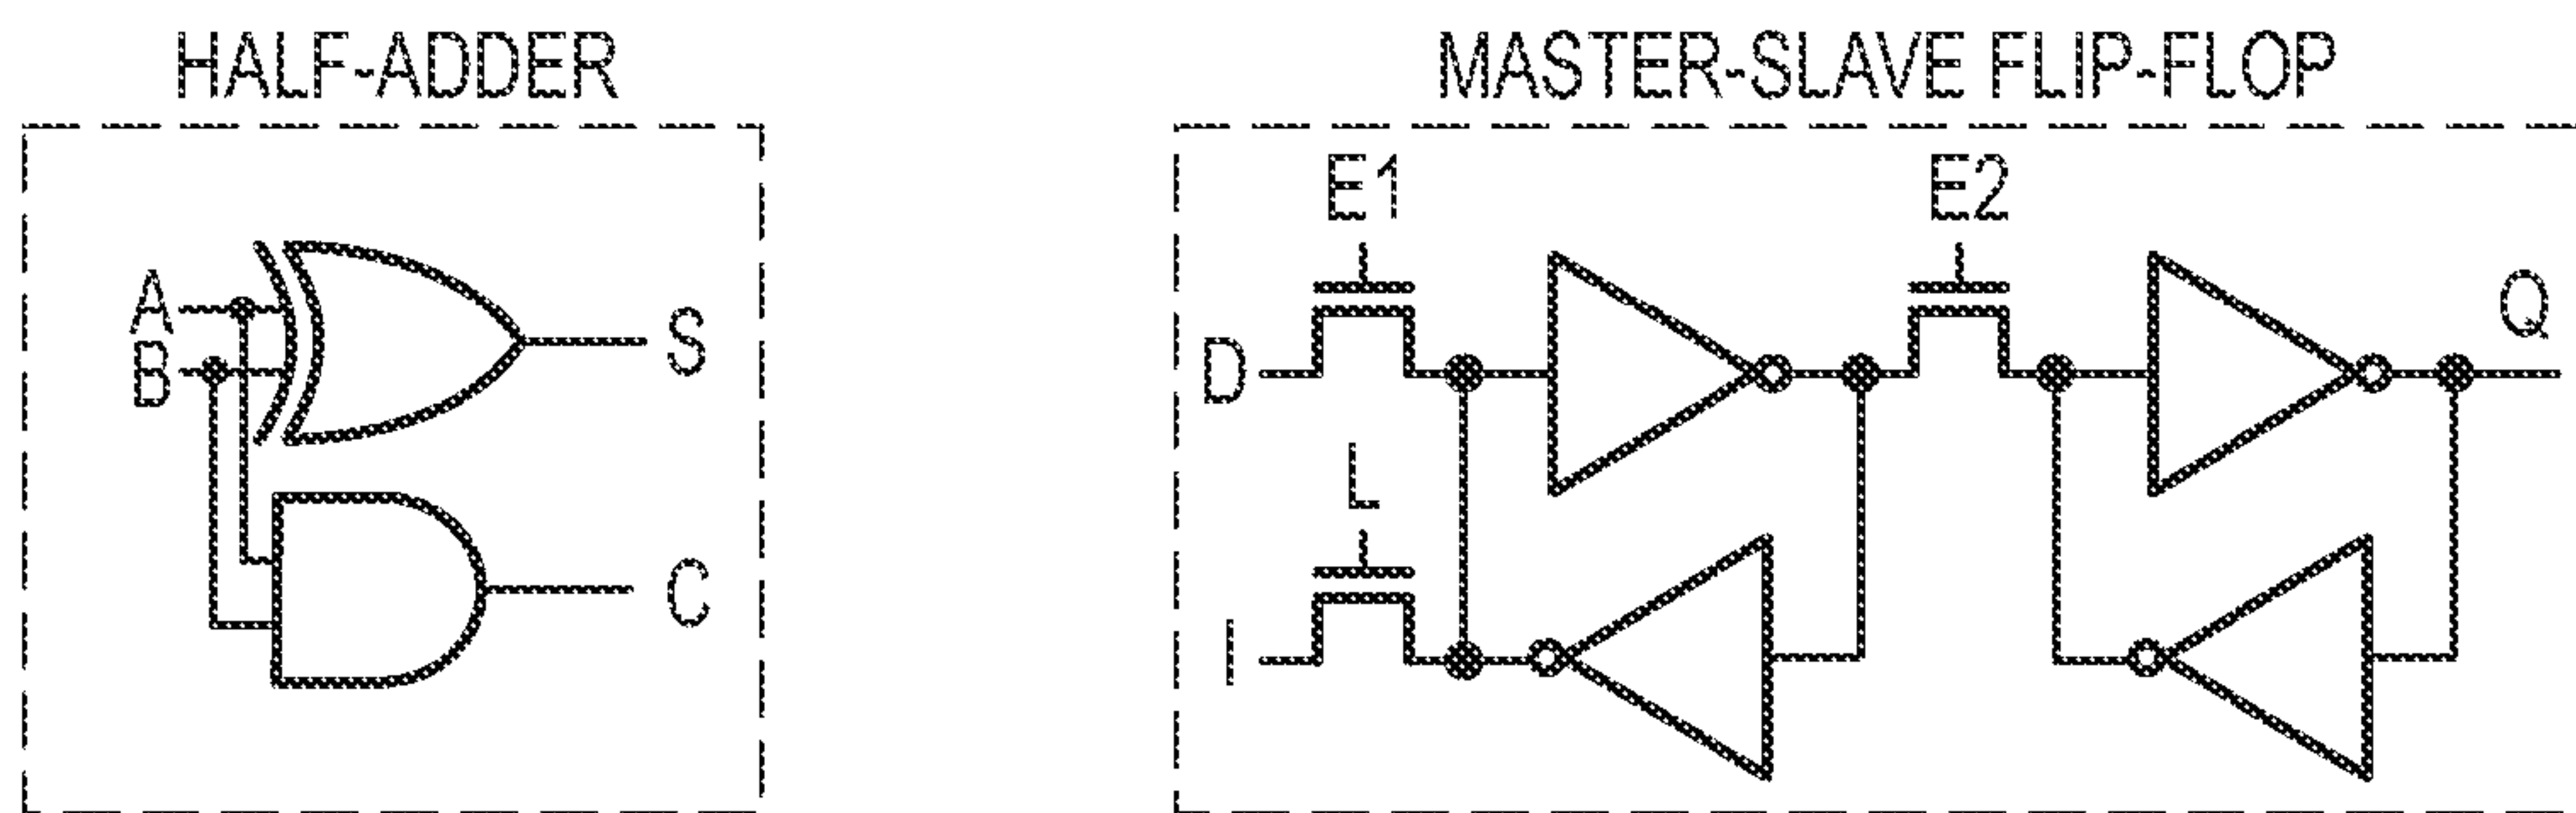 HALF-ADDER
A
B
S
C
MASTER-SLAVE FLIP-FLOP
E1
E2
D
Q
L
I